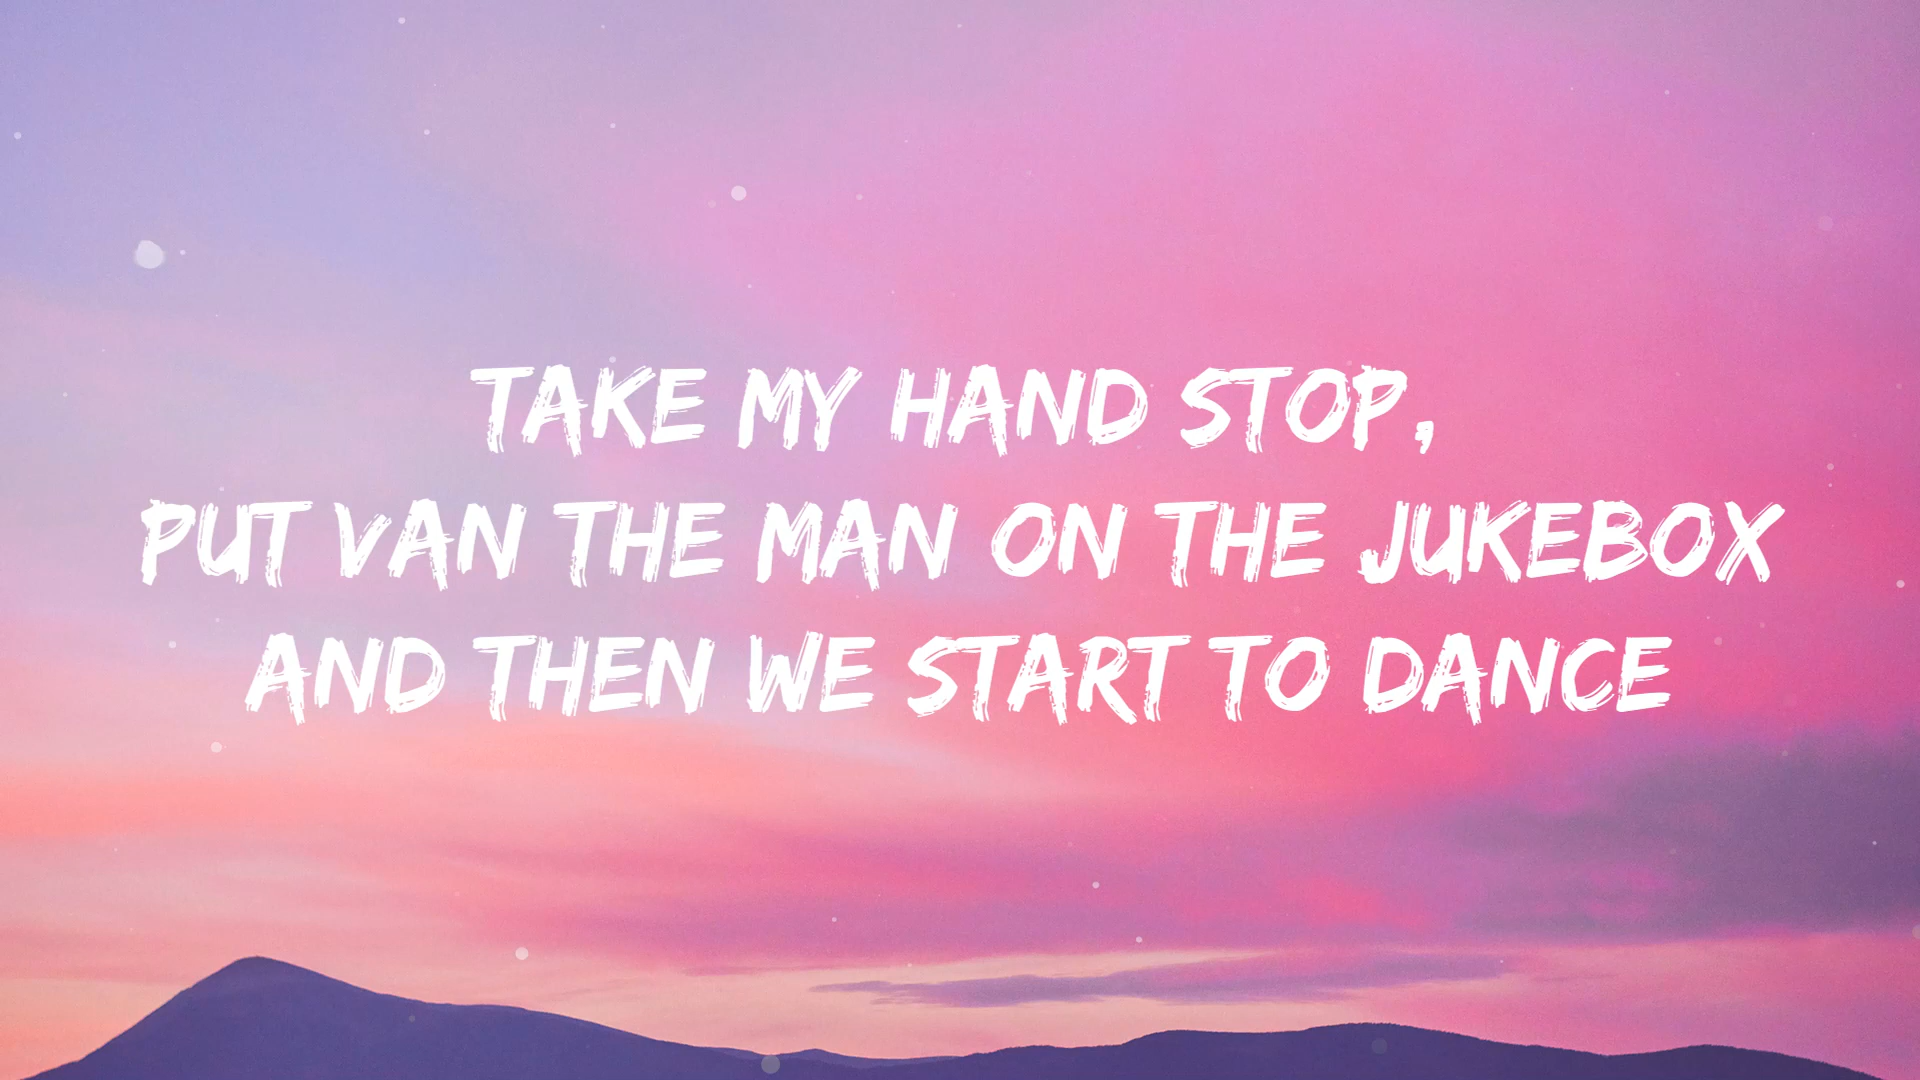 TAKE MY HAND STOP,
PUT VAN THE MAN ON THE JUKEBOX
AND THEN WE START TO DANCE